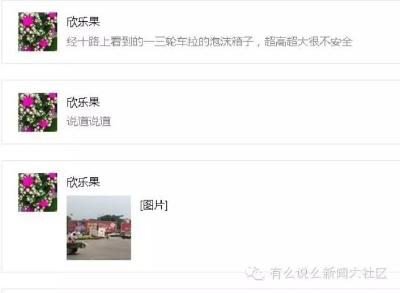 欣乐果
经十路上看到的一三轮车拉的泡沫箱子，超高超大很不安全
欣乐果
说道说道
欣乐果
[图片]
有么说么新闻大社区